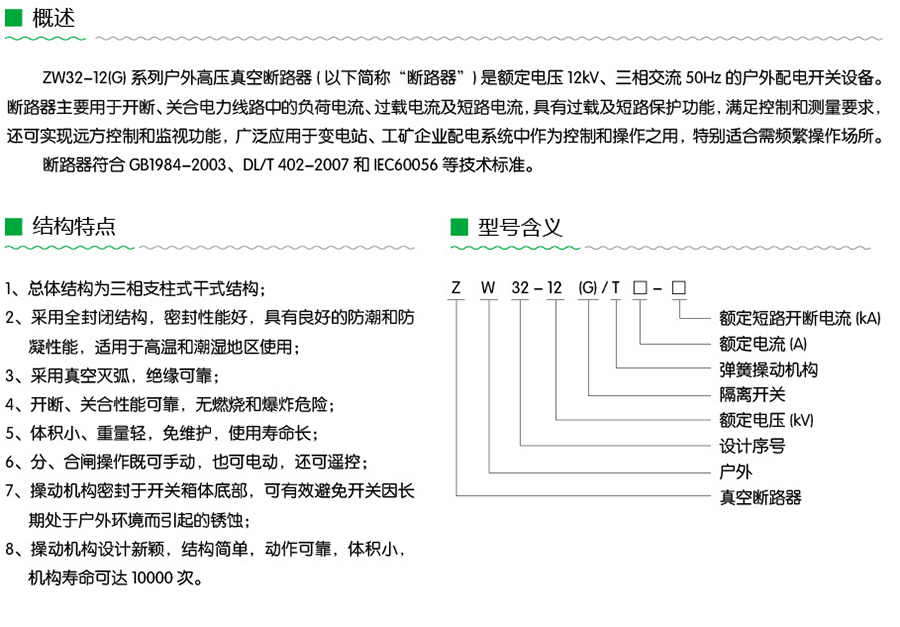 概述
ZW32-12(G) 系列户外高压真空断路器 ( 以下简称“断路器”) 是额定电压 12kV、三相交流 50Hz 的户外配电开关设备。
断路器主要用于开断、关合电力线路中的负荷电流、过载电流及短路电流，具有过载及短路保护功能，满足控制和测量要求，
还可实现远方控制和监视功能，广泛应用于变电站、工矿企业配电系统中作为控制和操作之用，特别适合需频繁操作场所。
断路器符合 GB1984-2003、DL/T 402-2007 和 IEC60056 等技术标准。
结构特点
1、总体结构为三相支柱式干式结构；
2、采用全封闭结构，密封性能好，具有良好的防潮和防
凝性能，适用于高温和潮湿地区使用；
3、采用真空灭弧，绝缘可靠；
4、开断、关合性能可靠，无燃烧和爆炸危险；
5、体积小、重量轻，免维护，使用寿命长；
6、分、合闸操作既可手动，也可电动，还可遥控；
7、操动机构密封于开关箱体底部，可有效避免开关因长
期处于户外环境而引起的锈蚀；
8、操动机构设计新颖，结构简单，动作可靠，体积小，
机构寿命可达 10000 次。
型号含义
Z W 32-12 (G)/T □-□
额定短路开断电流 (kA)
额定电流 (A)
弹簧操动机构
隔离开关
额定电压 (kV)
设计序号
户外
真空断路器